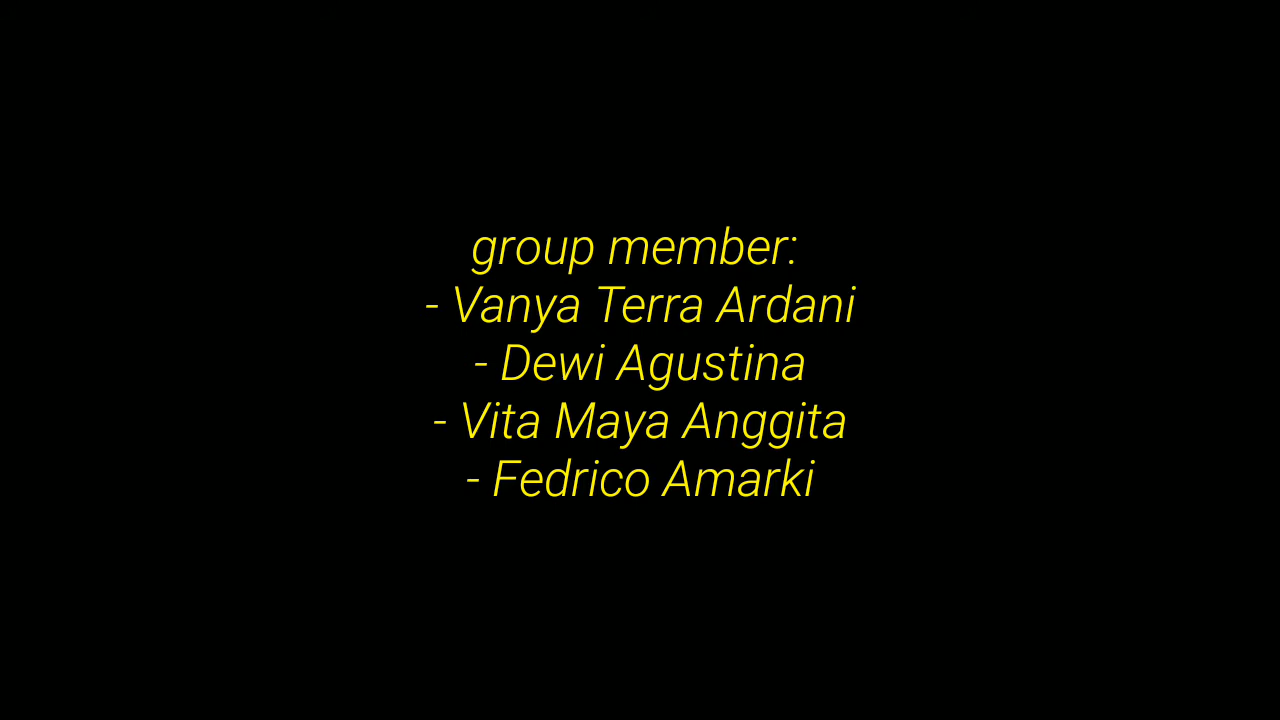 group member:
- Vanya Terra Ardani
- Dewi Agustina
- Vita Maya Anggita
- Fedrico Amarki